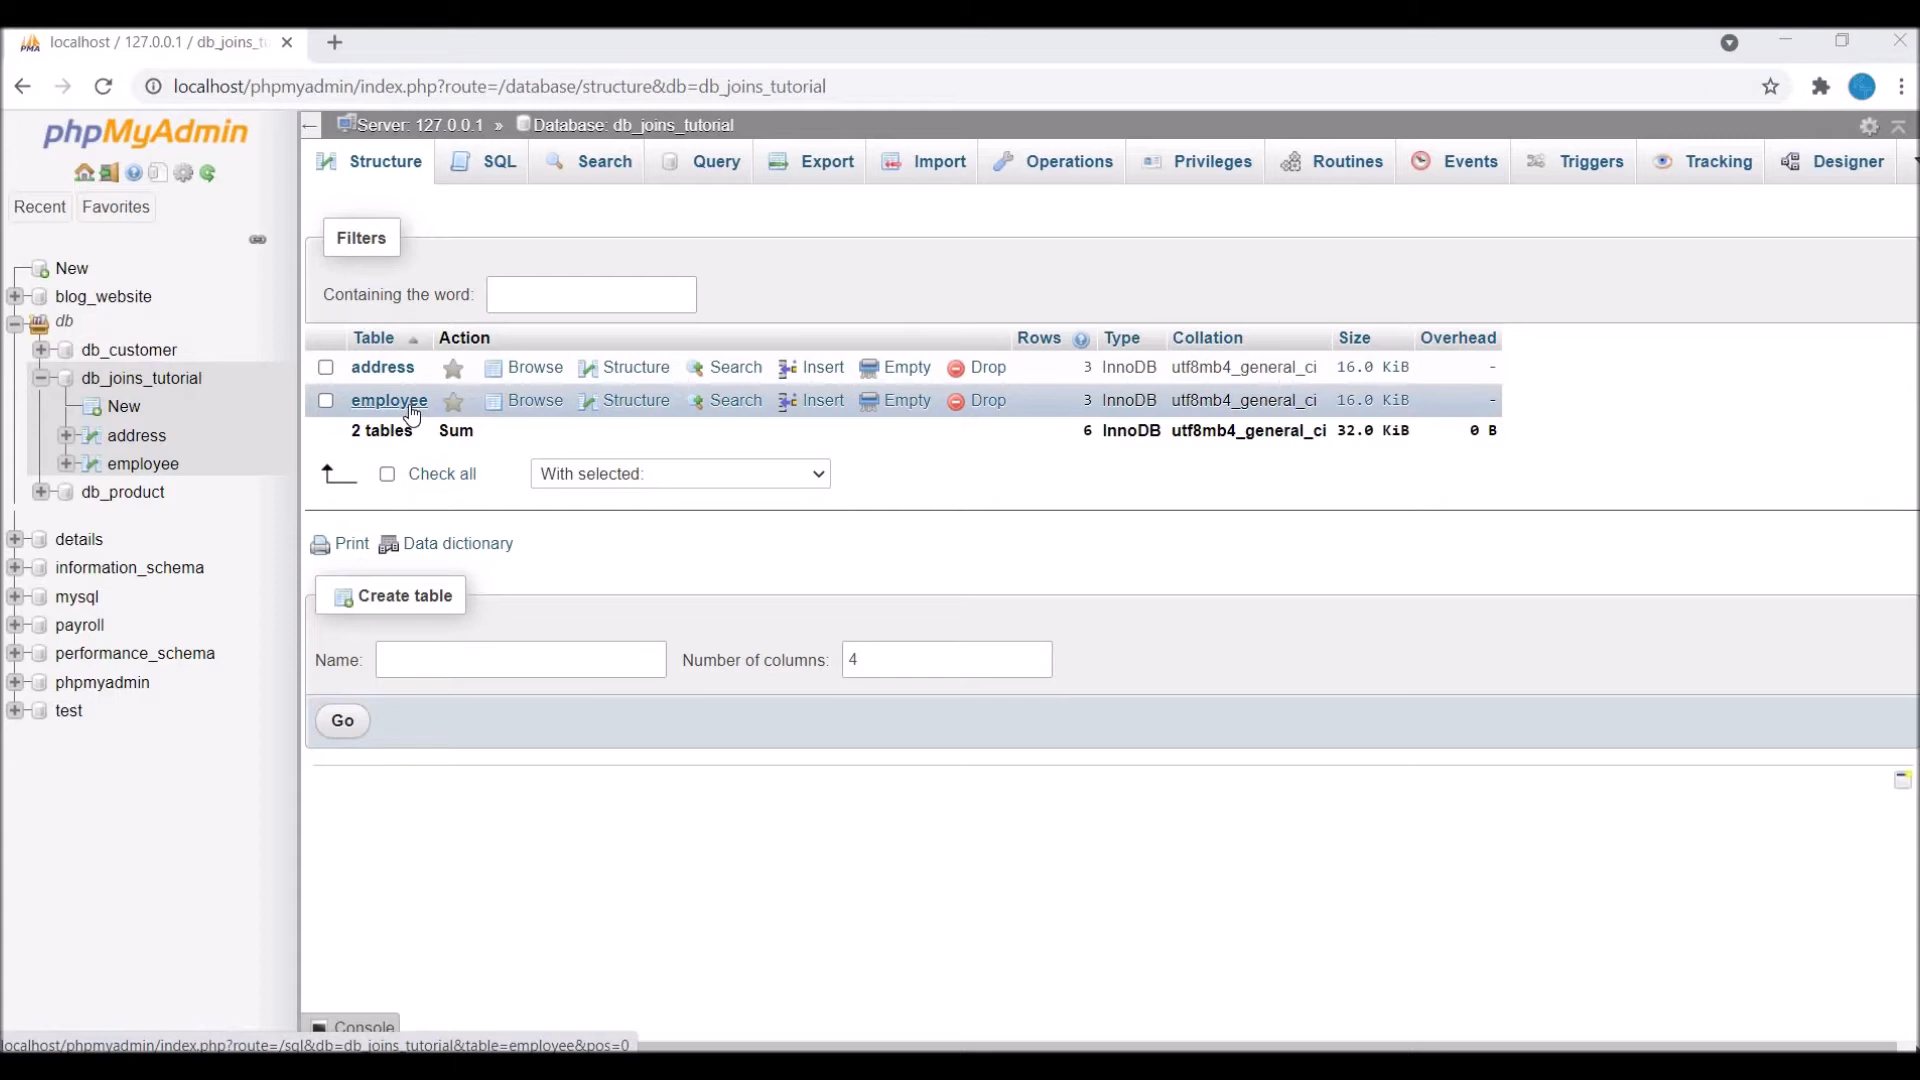 localhost / 127.0.0.1 / db_joins_tu
localhost/phpmyadmin/index.php?route=/database/structure&db=db_joins_tutorial
phpMyAdmin
Recent Favorites
New
blog_website
db
db_customer
db_joins_tutorial
New
address
employee
db_product
details
information_schema
mysql
payroll
performance_schema
phpmyadmin
test
Server: 127.0.0.1 » Database: db_joins_tutorial
Structure SQL Search Query Export Import Operations Privileges Routines Events Triggers Tracking Designer
Filters
Containing the word:
Table Action Rows Type Collation Size Overhead
address Browse Structure Search Insert Empty Drop 3 InnoDB utf8mb4_general_ci 16.0 KiB -
employee Browse Structure Search Insert Empty Drop 3 InnoDB utf8mb4_general_ci 16.0 KiB -
2 tables Sum 6 InnoDB utf8mb4_general_ci 32.0 KiB 0 B
Check all With selected:
Print Data dictionary
Create table
Name: Number of columns: 4
Go
Console
localhost/phpmyadmin/index.php?route=/sql&db=db_joins_tutorial&table=employee&pos=0